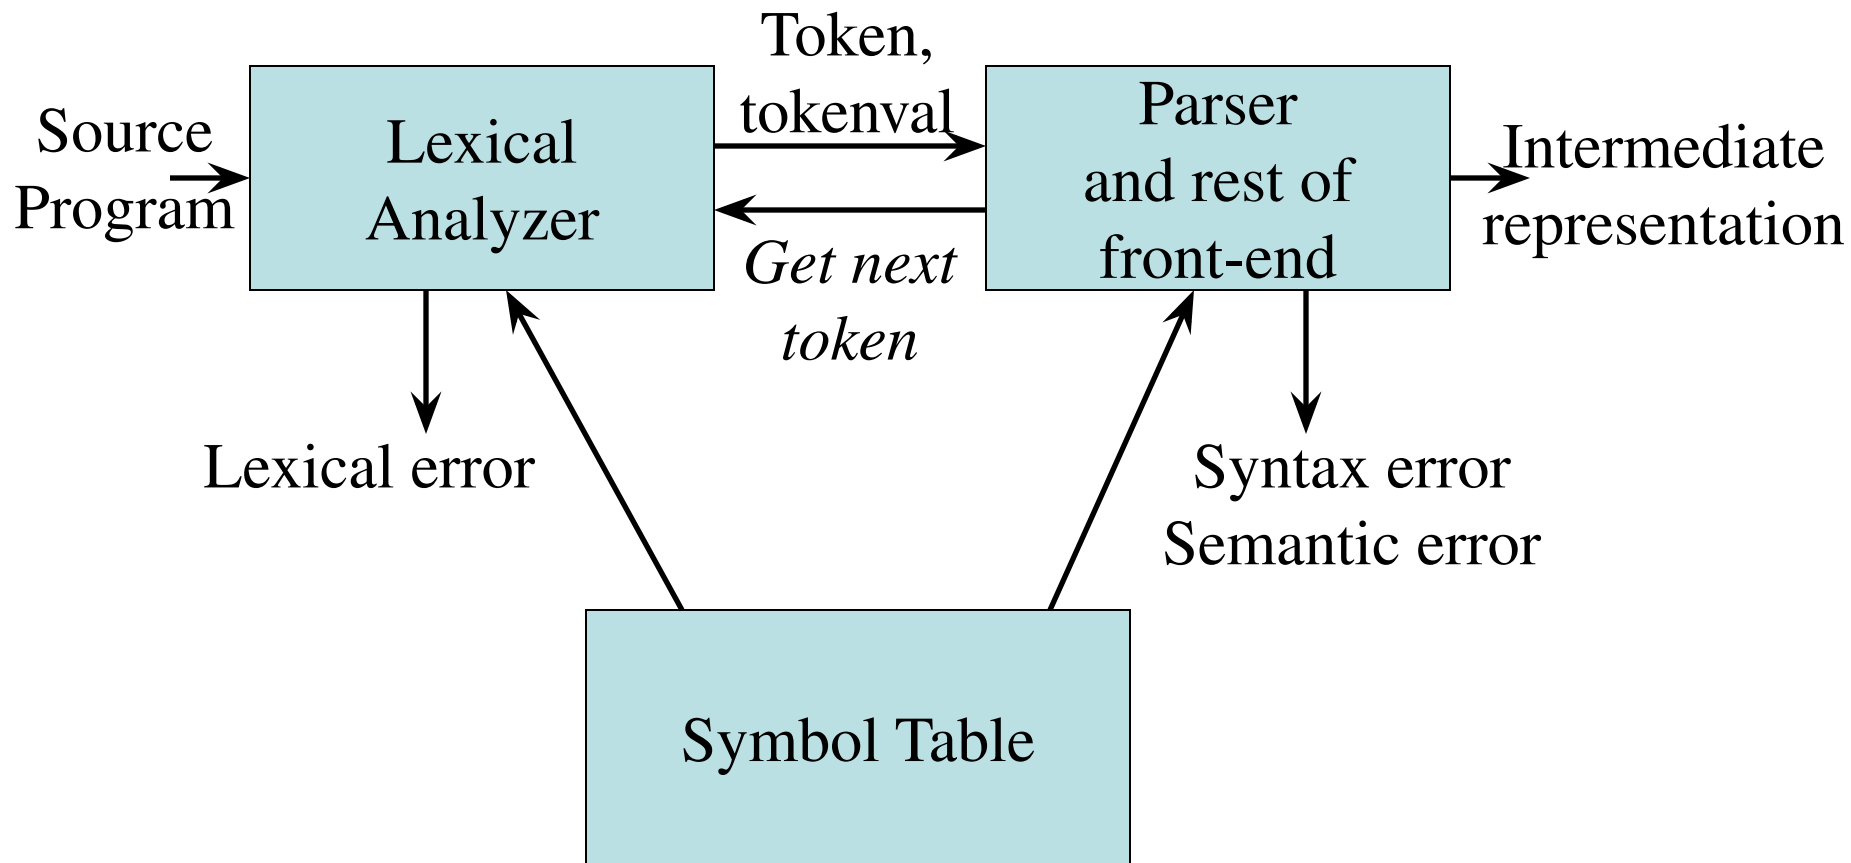 Source
Program
Lexical
Analyzer
Token,
tokenval
Get next
token
Parser
and rest of
front-end
Intermediate
representation
Lexical error
Syntax error
Semantic error
Symbol Table